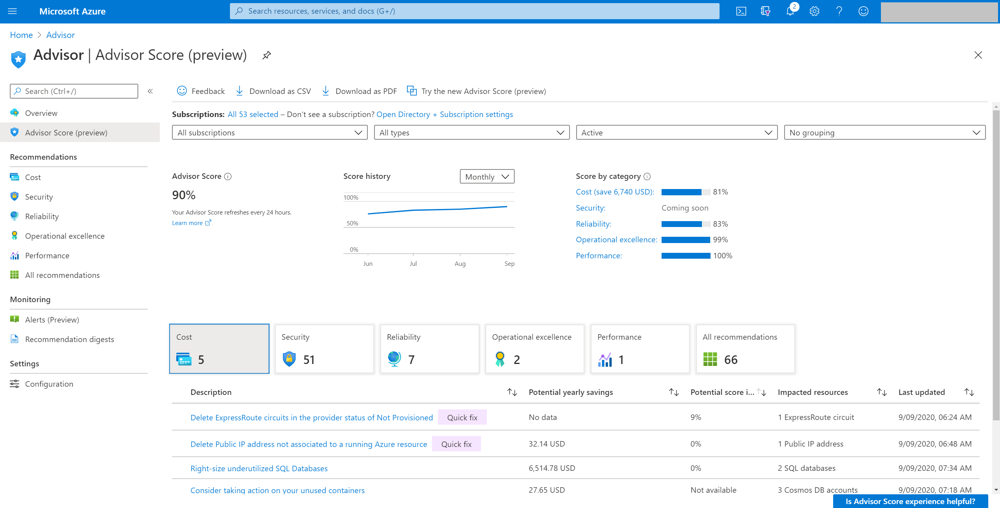 Microsoft Azure
Search resources, services, and docs (G+/)
2
Home > Advisor
Advisor | Advisor Score (preview)
Search (Ctrl+/)
«
Overview
Advisor Score (preview)
Recommendations
Cost
Security
Reliability
Operational excellence
Performance
All recommendations
Monitoring
Alerts (Preview)
Recommendation digests
Settings
Configuration
Feedback
Download as CSV
Download as PDF
Try the new Advisor Score (preview)
Subscriptions: All 53 selected – Don't see a subscription? Open Directory + Subscription settings
All subscriptions
All types
Active
No grouping
Advisor Score
90%
Your Advisor Score refreshes every 24 hours.
Learn more
Score history
Monthly
100%
50%
0%
Jun Jul Aug Sep
Score by category
Cost (save 6,740 USD): 81%
Security: Coming soon
Reliability: 83%
Operational excellence: 99%
Performance: 100%
Cost
5
Security
51
Reliability
7
Operational excellence
2
Performance
1
All recommendations
66
Description Potential yearly savings Potential score i... Impacted resources Last updated
Delete ExpressRoute circuits in the provider status of Not Provisioned Quick fix No data 9% 1 ExpressRoute circuit 9/09/2020, 06:24 AM
Delete Public IP address not associated to a running Azure resource Quick fix 32.14 USD 0% 1 Public IP address 9/09/2020, 06:48 AM
Right-size underutilized SQL Databases 6,514.78 USD 0% 2 SQL databases 9/09/2020, 07:34 AM
Consider taking action on your unused containers 27.65 USD Not available 3 Cosmos DB accounts 9/09/2020, 07:18 AM
Is Advisor Score experience helpful?